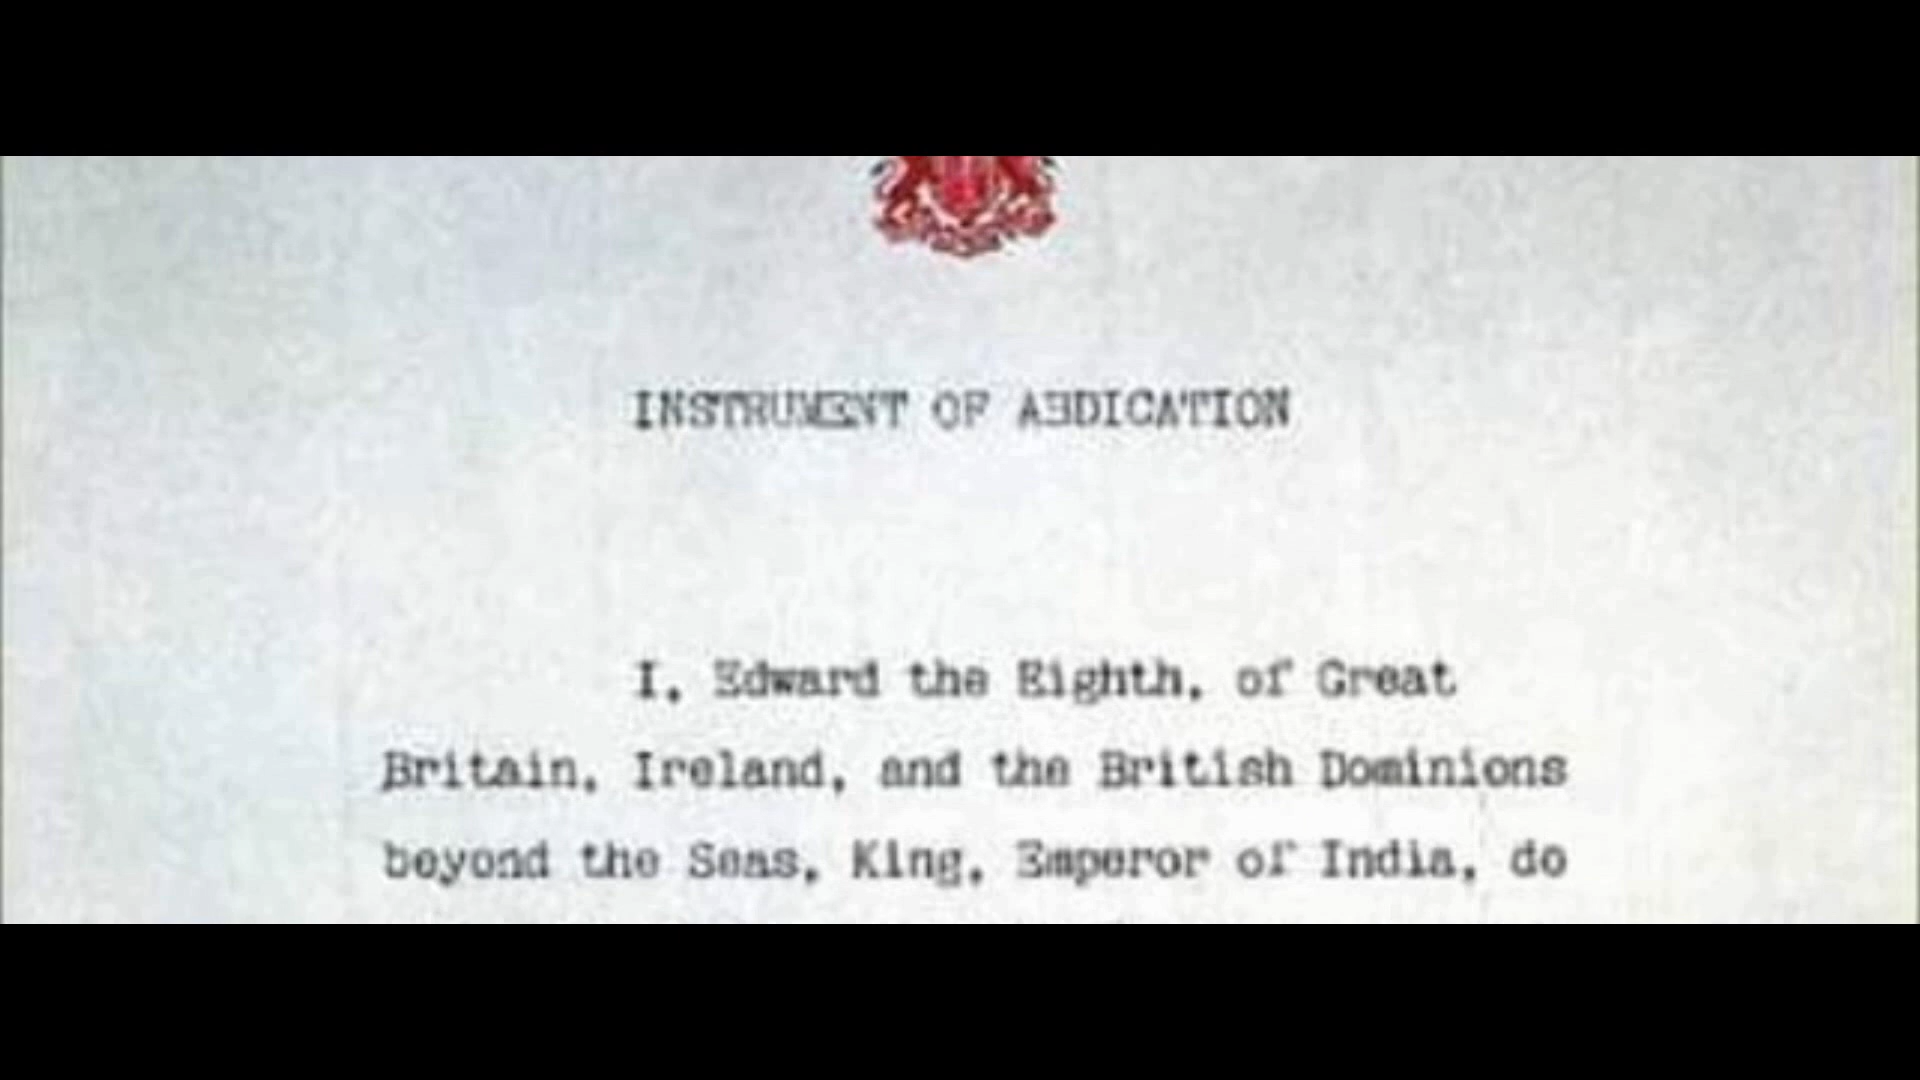 INSTRUMENT OF ABDICATION
I, Edward the Eighth, of Great
Britain, Ireland, and the British Dominions
beyond the Seas, King, Emperor of India, do